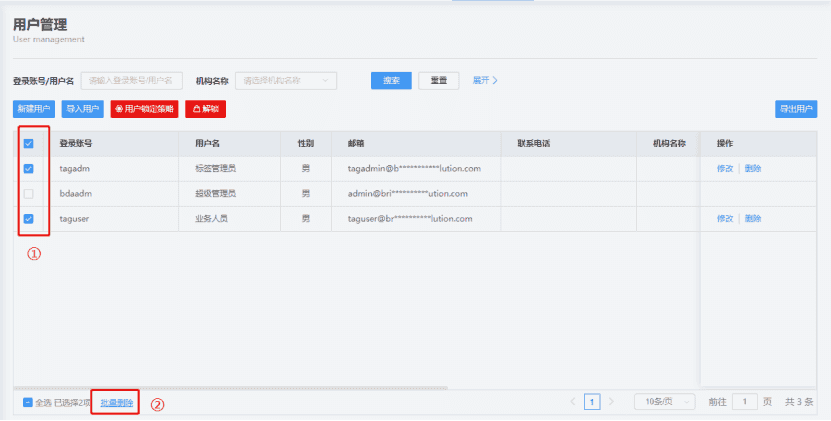 用户管理
User management
登录账号/用户名 请输入登录账号/用户名 机构名称 请选择机构名称 搜索 重置 展开
新建用户 导入用户 用户锁定策略 解锁 导出用户
登录账号 用户名 性别 邮箱 联系电话 机构名称 操作
tagadm 标签管理员 男 tagadmin@b***********lution.com 修改 | 删除
bdaadm 超级管理员 男 admin@bri**********ution.com
taguser 业务人员 男 taguser@br**********lution.com 修改 | 删除
①
全选 已选择2项 批量删除 ② < 1 > 10条/页 前往 1 页 共 3 条